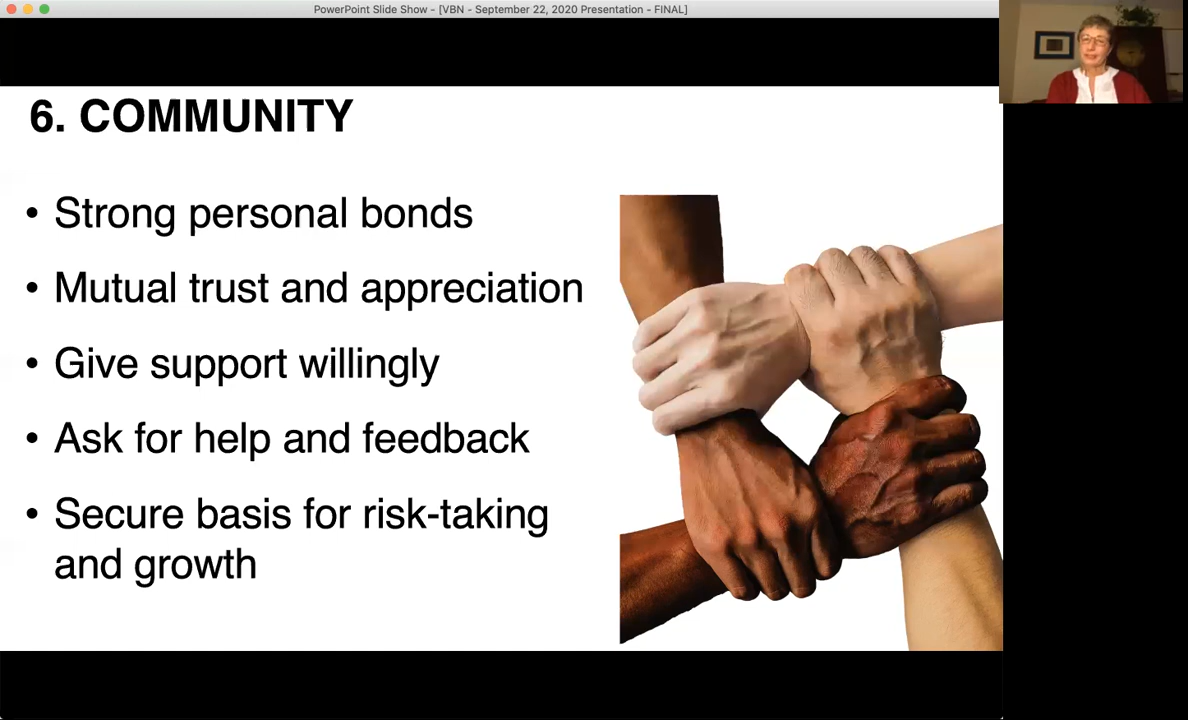 PowerPoint Slide Show - [VBN - September 22, 2020 Presentation - FINAL]
6. COMMUNITY
• Strong personal bonds
• Mutual trust and appreciation
• Give support willingly
• Ask for help and feedback
• Secure basis for risk-taking
and growth